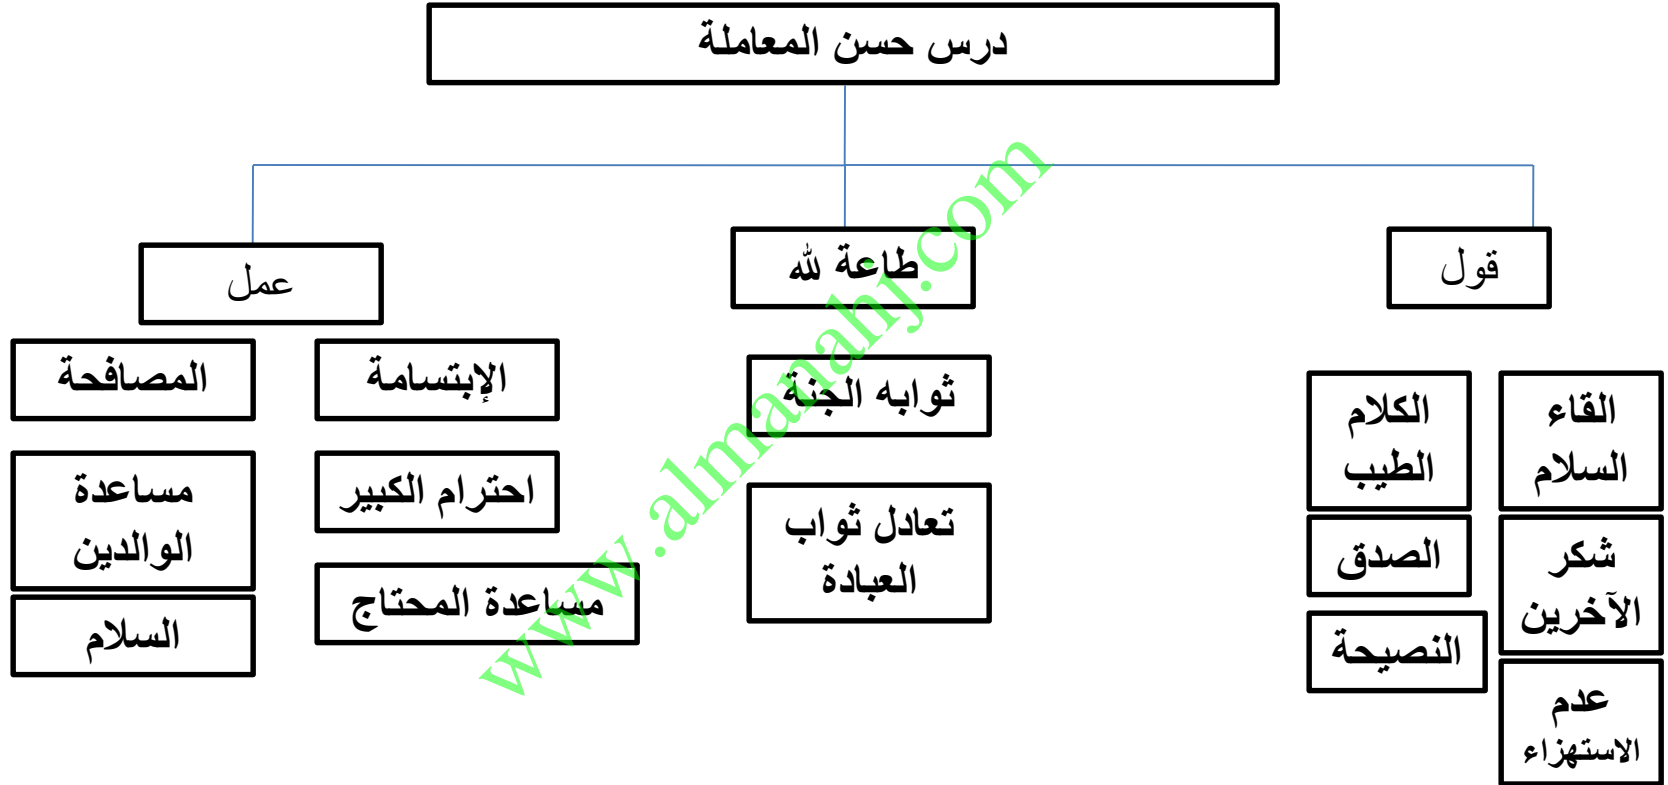 درس حسن المعاملة
قول
طاعة لله
عمل
القاء
السلام
شكر
الآخرين
عدم
الاستهزاء
الكلام
الطيب
الصدق
النصيحة
ثوابه الجنة
تعادل ثواب
العبادة
الإبتسامة
احترام الكبير
مساعدة المحتاج
المصافحة
مساعدة
الوالدين
السلام
www.almanahj.com